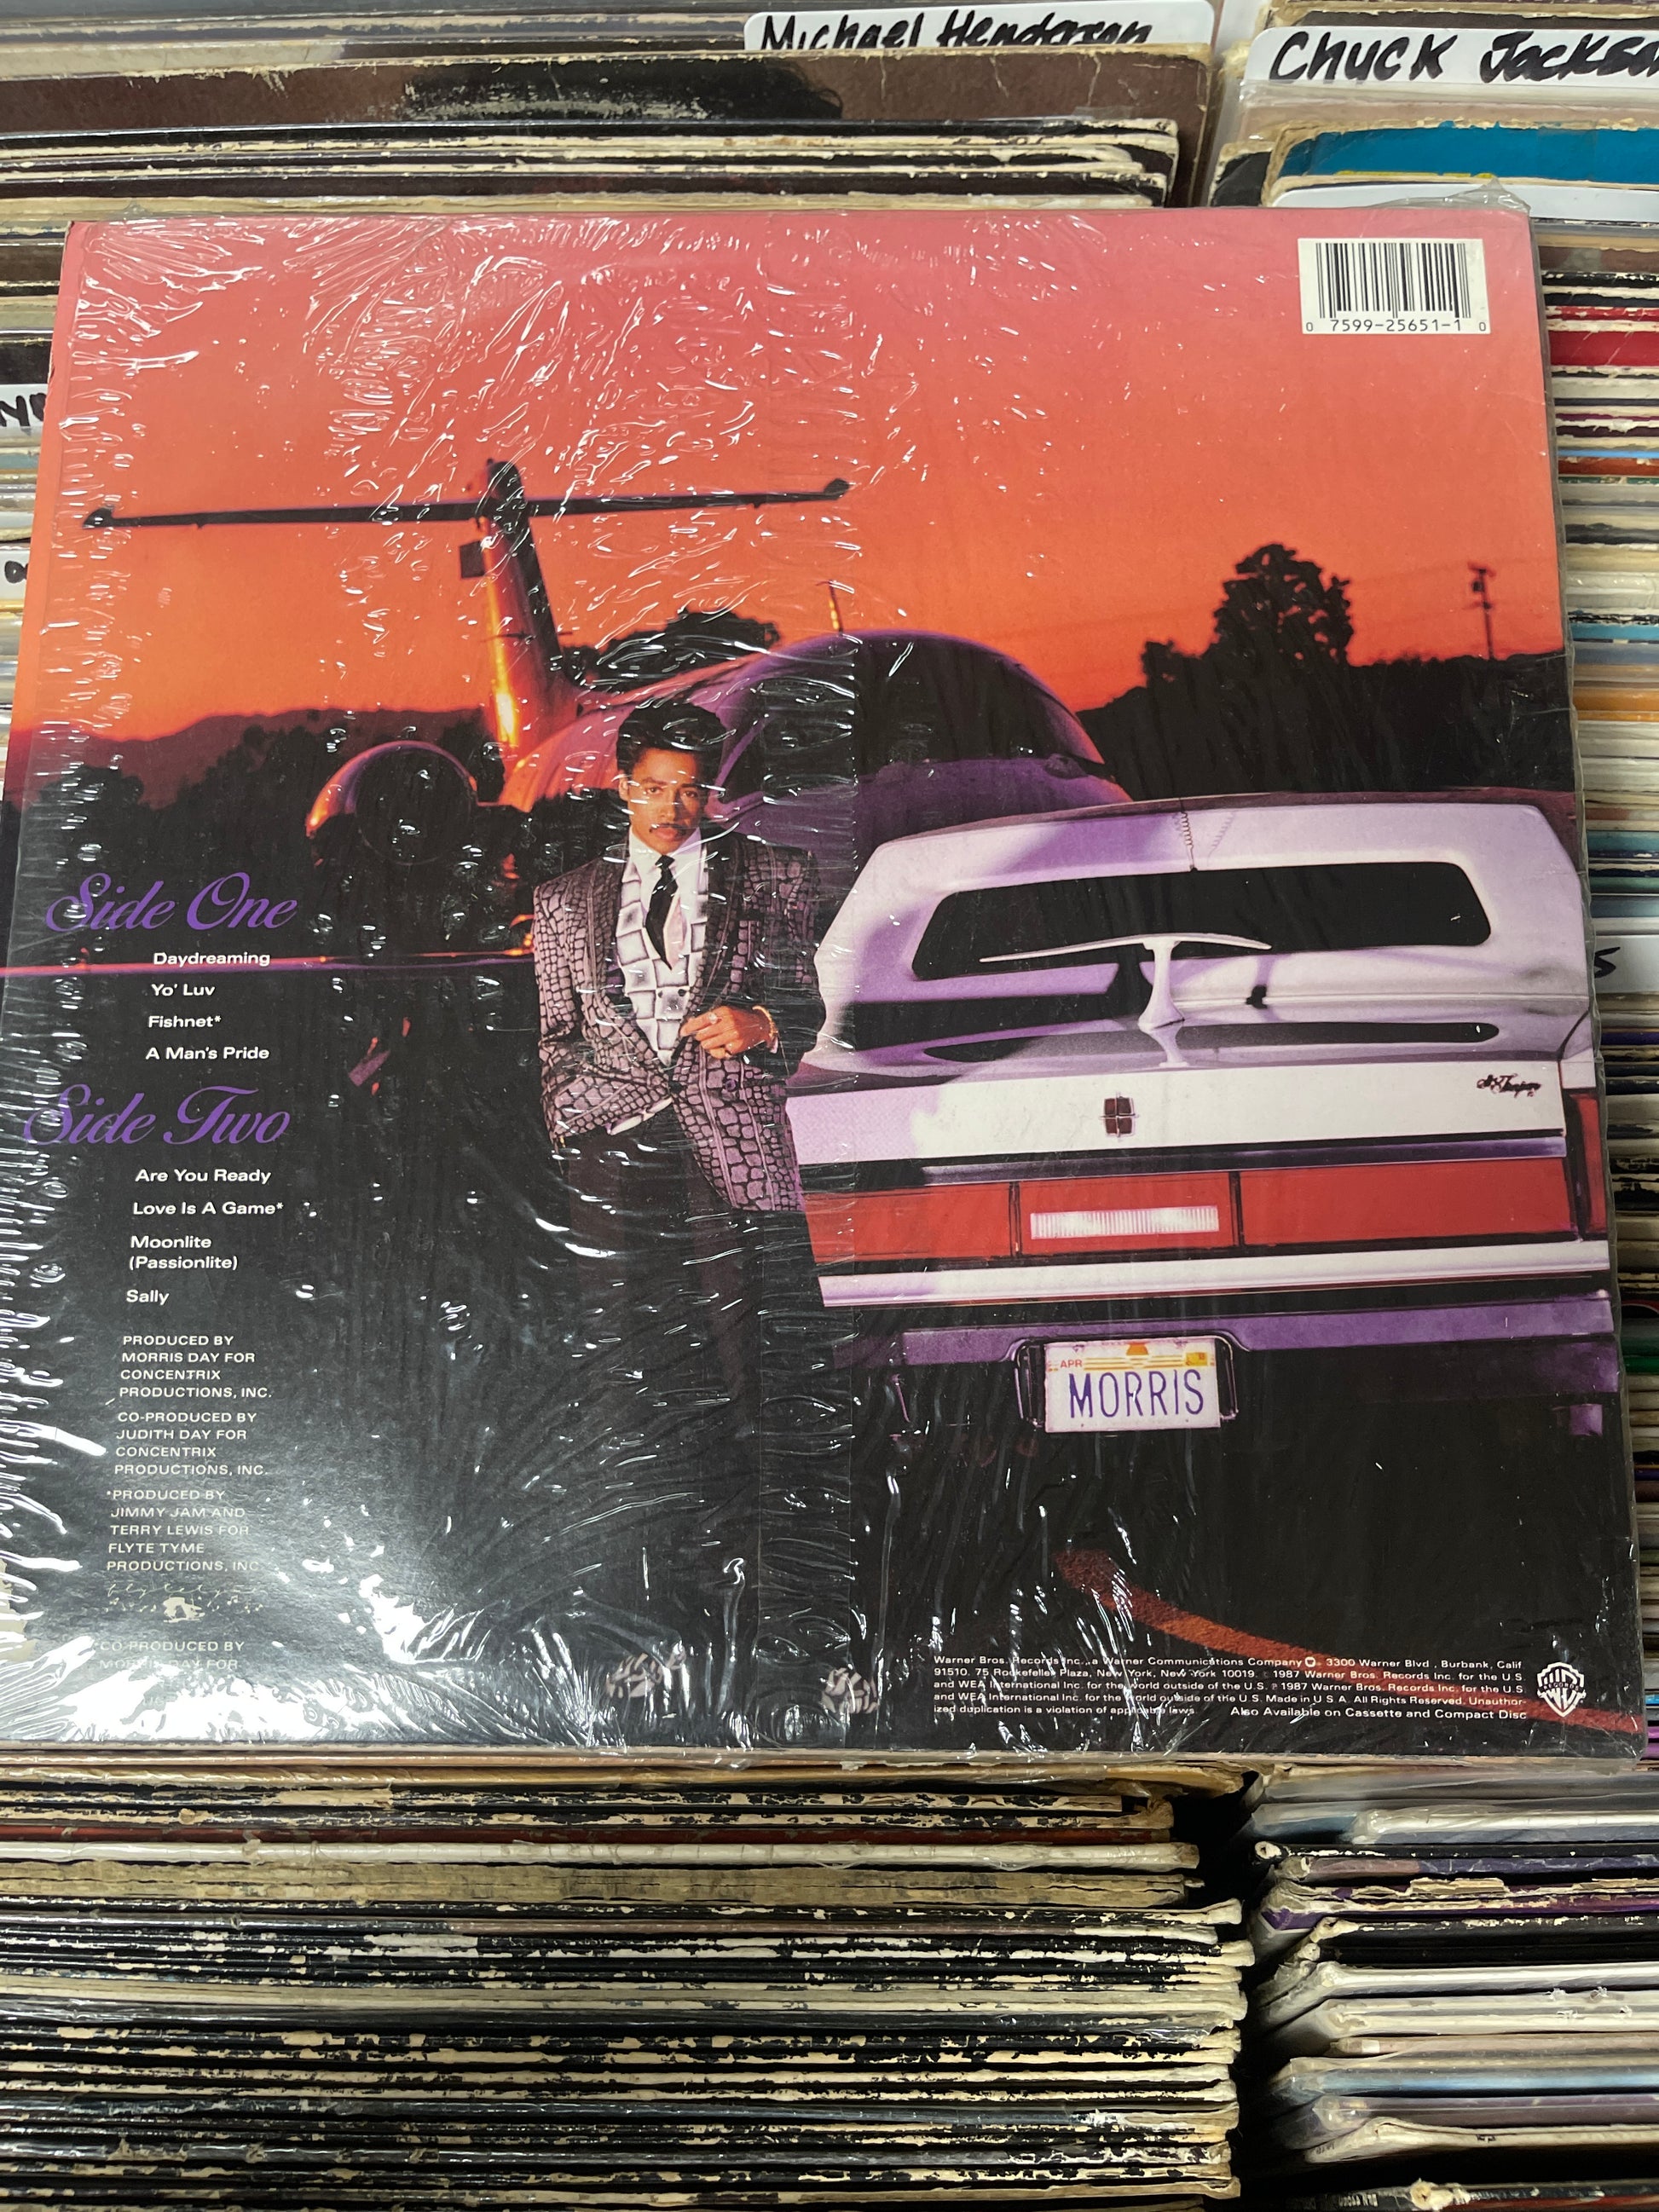 Michael Henderson
Chuck Jackson
0 7599-25651-1 0
Side One
Daydreaming
Yo' Luv
Fishnet*
A Man's Pride
Side Two
Are You Ready
Love Is A Game*
Moonlite
(Passionlite)
Sally
PRODUCED BY
MORRIS DAY FOR
CONCENTRIX
PRODUCTIONS, INC.
CO-PRODUCED BY
JUDITH DAY FOR
CONCENTRIX
PRODUCTIONS, INC.
*PRODUCED BY
JIMMY JAM AND
TERRY LEWIS FOR
FLYTE TYME
PRODUCTIONS, INC.
CO-PRODUCED BY
MORRIS DAY FOR
APR
MORRIS
Warner Bros. Records Inc., a Warner Communications Company 3300 Warner Blvd., Burbank, Calif.
91510. 75 Rockefeller Plaza, New York, New York 10019. © 1987 Warner Bros. Records Inc. for the U.S.
and WEA International Inc. for the world outside of the U.S. ℗ 1987 Warner Bros. Records Inc. for the U.S.
and WEA International Inc. for the world outside of the U.S. Made in U.S.A. All Rights Reserved. Unauthor-
ized duplication is a violation of applicable laws. Also Available on Cassette and Compact Disc